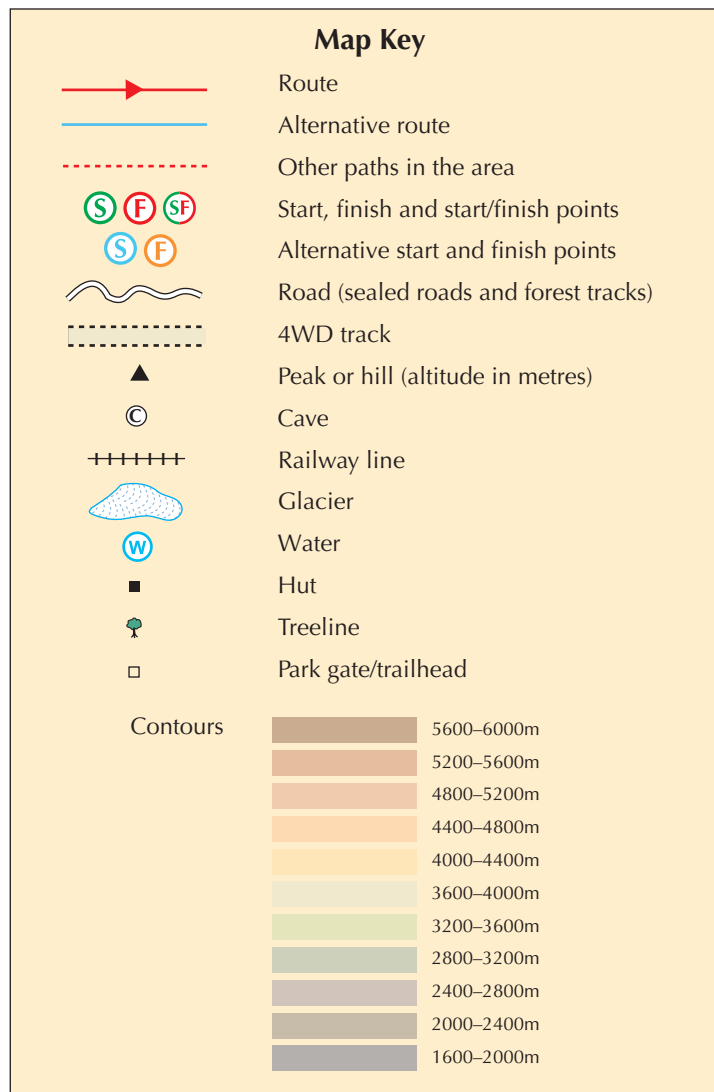 Map Key
Route
Alternative route
Other paths in the area
S F SF Start, finish and start/finish points
S F Alternative start and finish points
Road (sealed roads and forest tracks)
4WD track
Peak or hill (altitude in metres)
C Cave
Railway line
Glacier
W Water
Hut
Treeline
Park gate/trailhead
Contours 5600–6000m
5200–5600m
4800–5200m
4400–4800m
4000–4400m
3600–4000m
3200–3600m
2800–3200m
2400–2800m
2000–2400m
1600–2000m